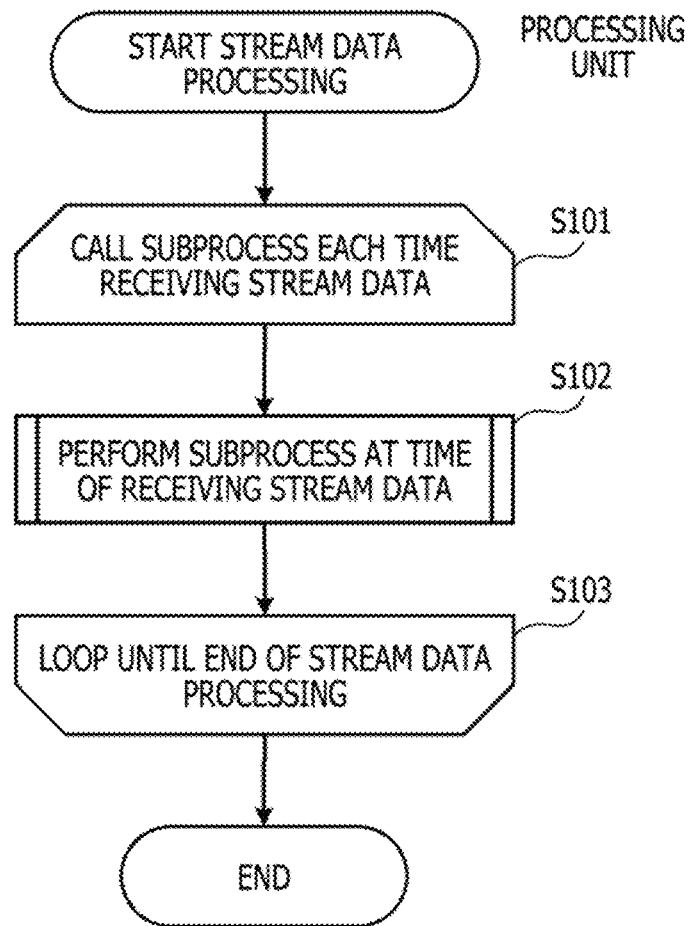 START STREAM DATA
PROCESSING
PROCESSING
UNIT
S101
CALL SUBPROCESS EACH TIME
RECEIVING STREAM DATA
S102
PERFORM SUBPROCESS AT TIME
OF RECEIVING STREAM DATA
S103
LOOP UNTIL END OF STREAM DATA
PROCESSING
END